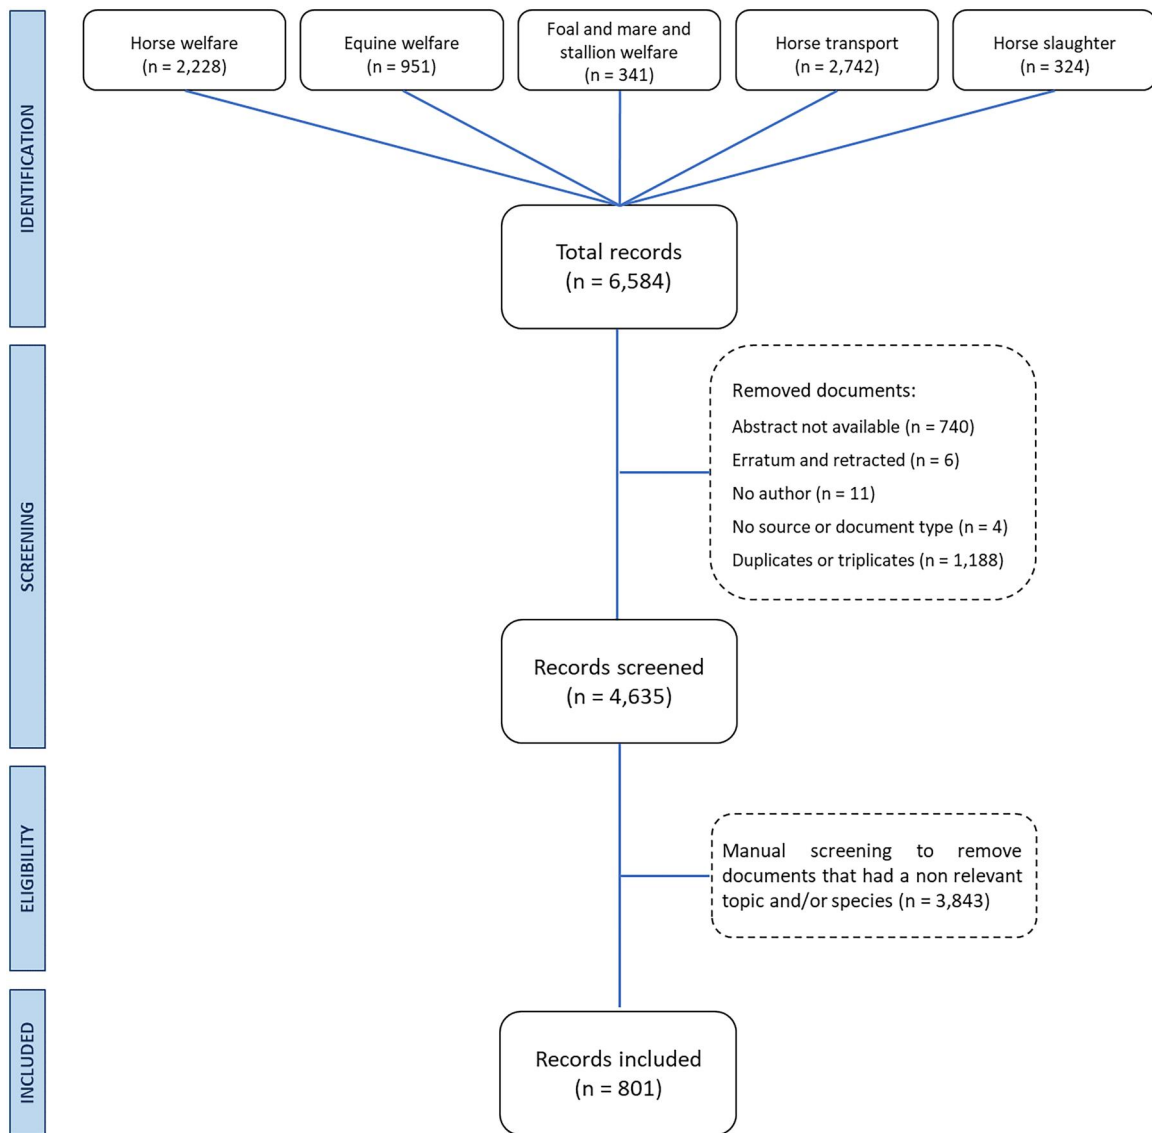 IDENTIFICATION
Horse welfare
(n = 2,228)
Equine welfare
(n = 951)
Foal and mare and
stallion welfare
(n = 341)
Horse transport
(n = 2,742)
Horse slaughter
(n = 324)
Total records
(n = 6,584)
SCREENING
Removed documents:
Abstract not available (n = 740)
Erratum and retracted (n = 6)
No author (n = 11)
No source or document type (n = 4)
Duplicates or triplicates (n = 1,188)
Records screened
(n = 4,635)
ELIGIBILITY
Manual screening to remove
documents that had a non relevant
topic and/or species (n = 3,843)
INCLUDED
Records included
(n = 801)